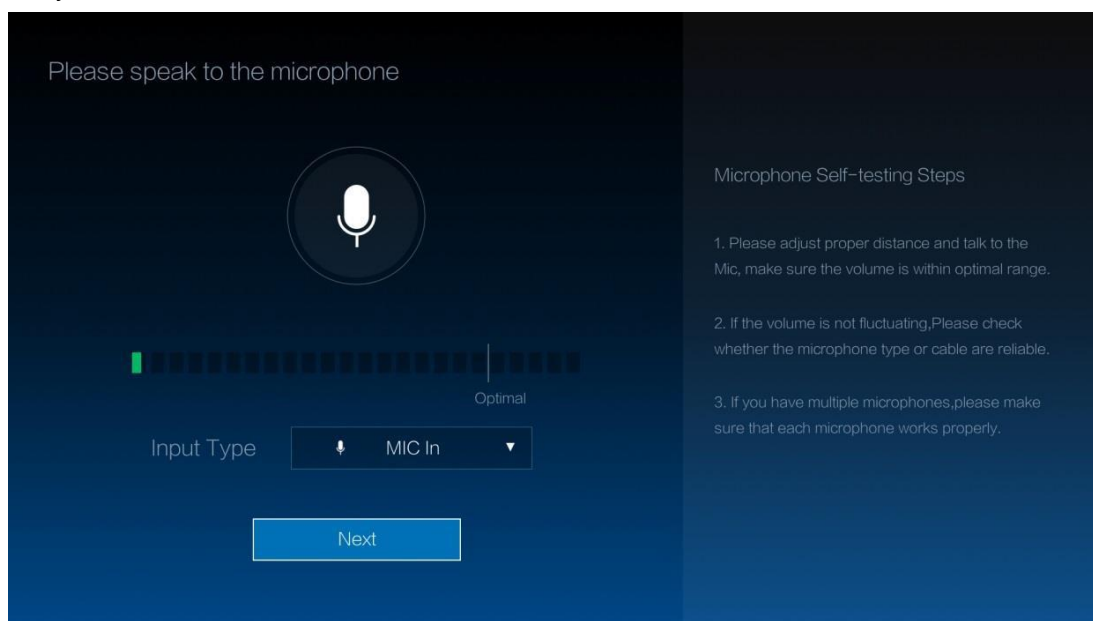 Please speak to the microphone
Optimal
Input Type
MIC In
Next
Microphone Self-testing Steps
1. Please adjust proper distance and talk to the
Mic, make sure the volume is within optimal range.
2. If the volume is not fluctuating,Please check
whether the microphone type or cable are reliable.
3. If you have multiple microphones,please make
sure that each microphone works properly.